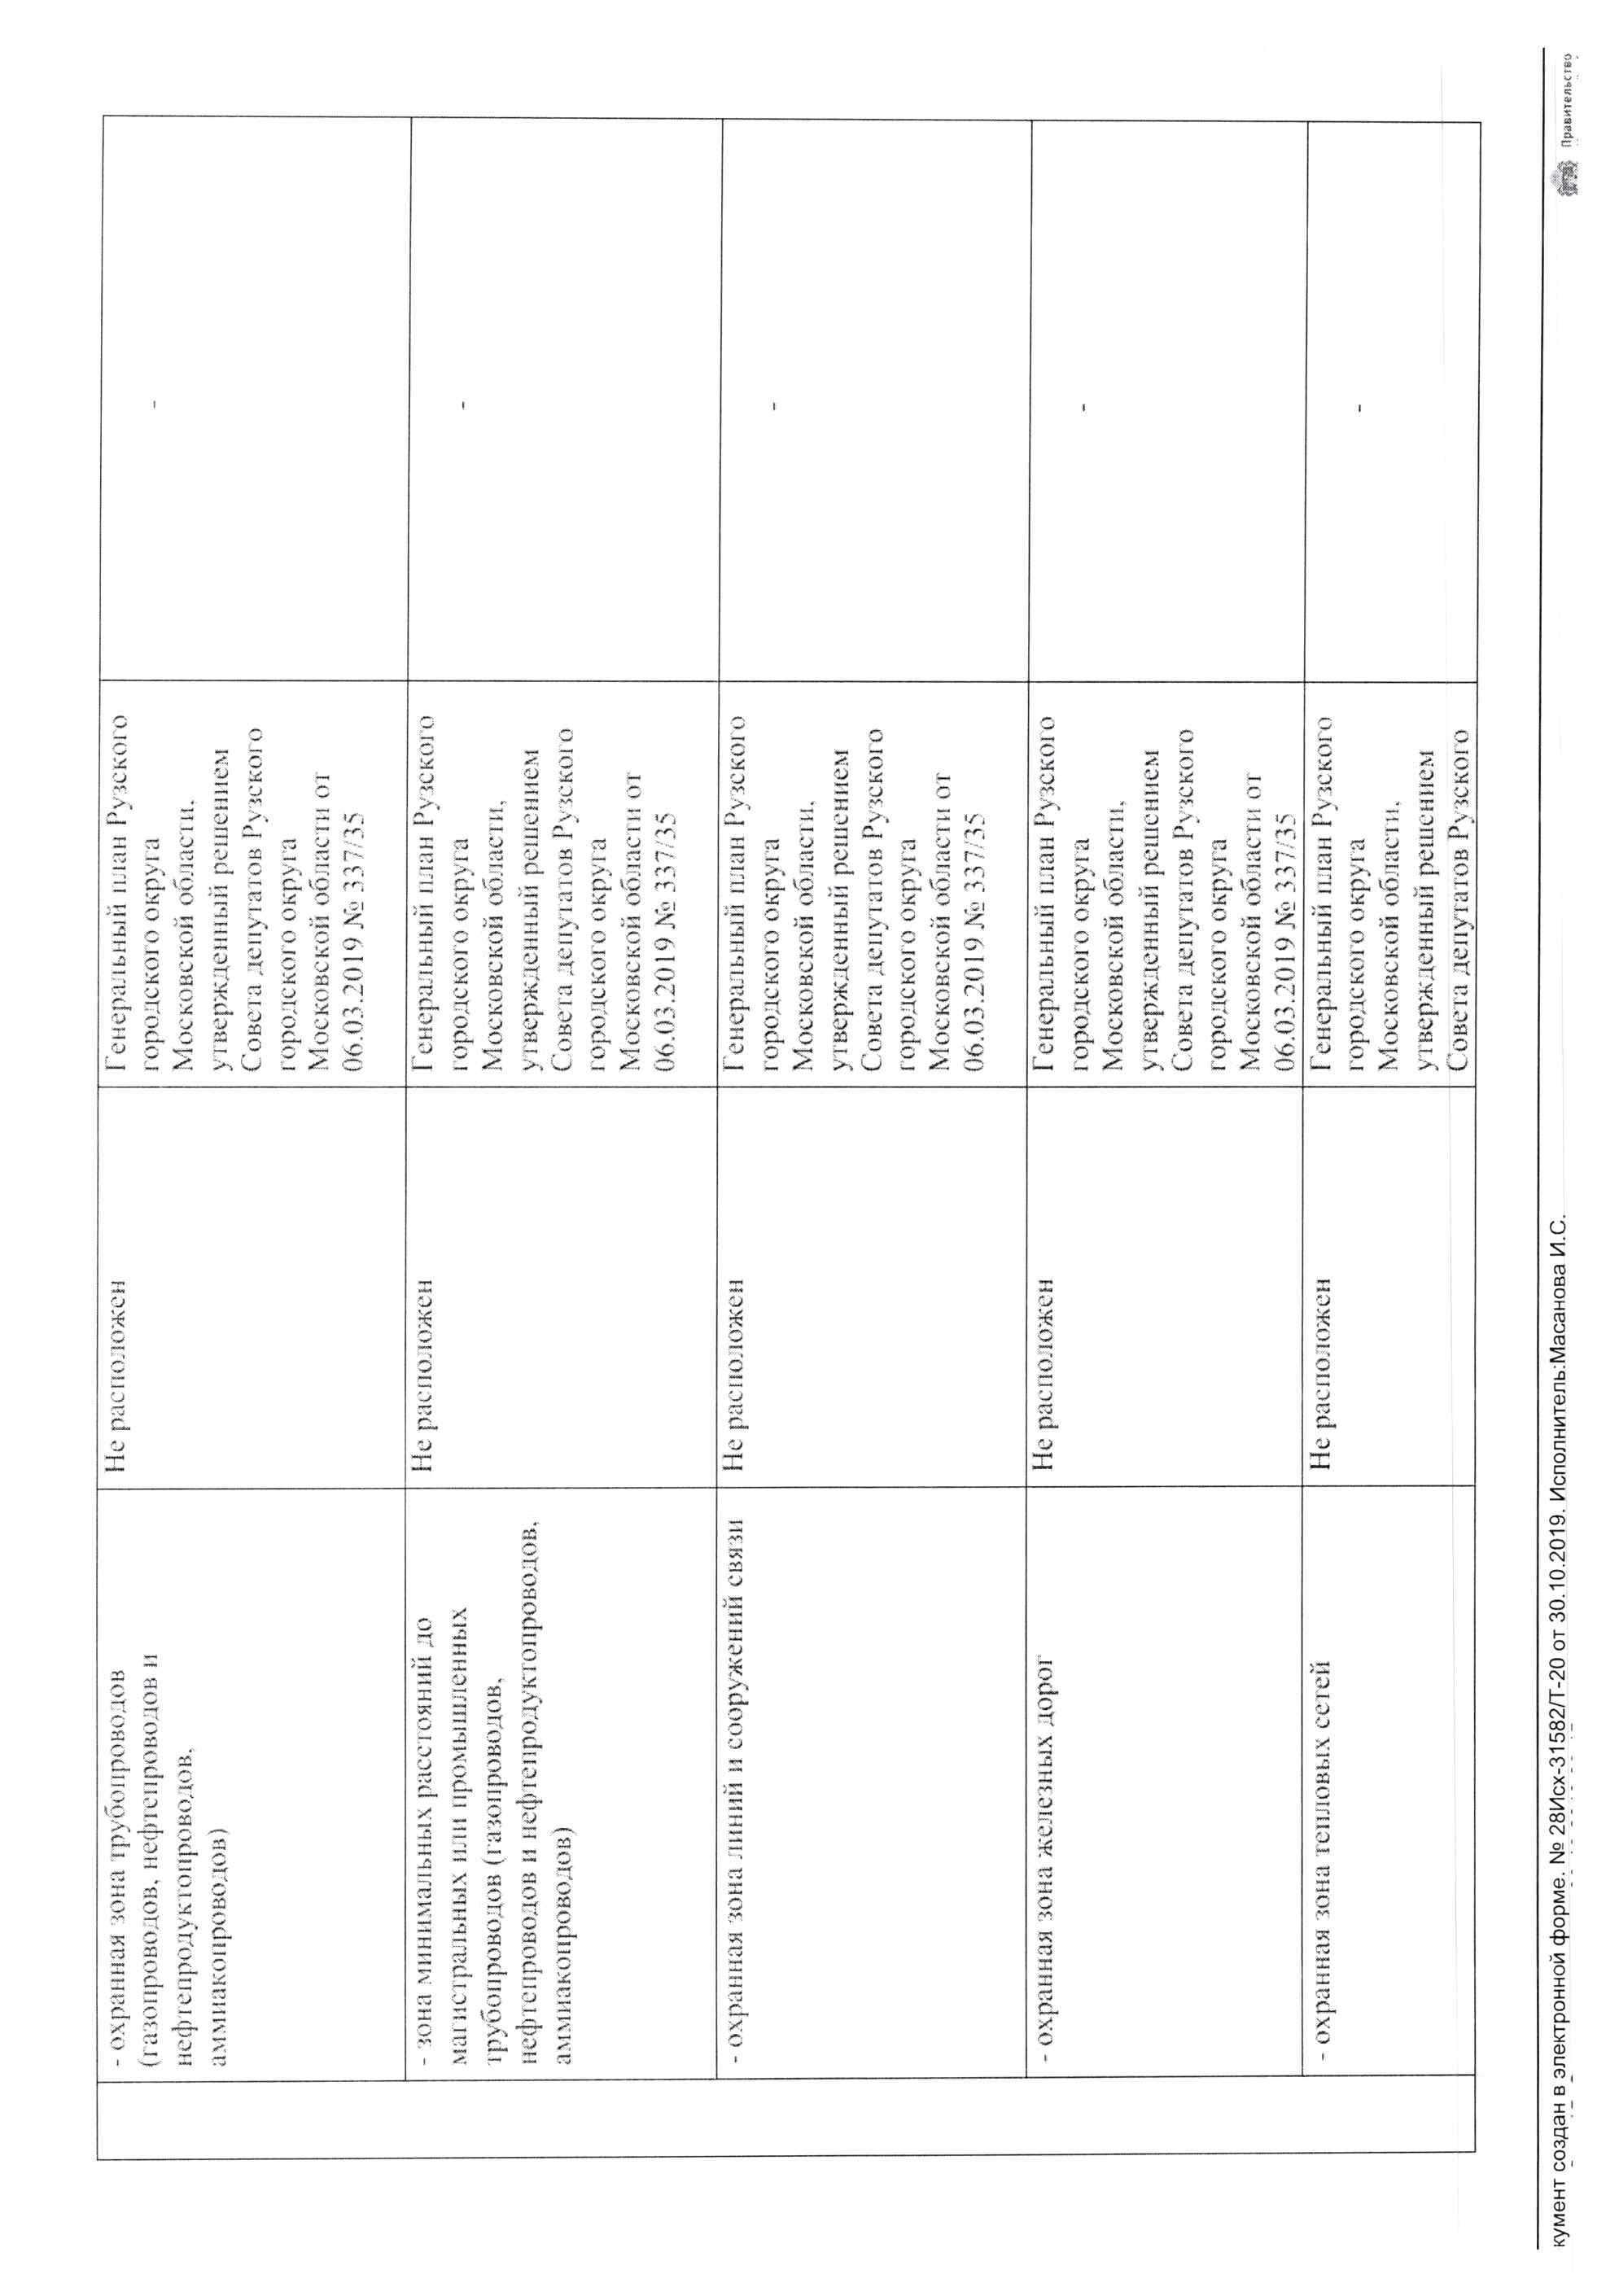 - охранная зона трубопроводов
(газопроводов, нефтепроводов и
нефтепродуктопроводов,
аммиакопроводов)
Не расположен
Генеральный план Рузского
городского округа
Московской области,
утвержденный решением
Совета депутатов Рузского
городского округа
Московской области от
06.03.2019 № 337/35
-
- зона минимальных расстояний до
магистральных или промышленных
трубопроводов (газопроводов,
нефтепроводов и нефтепродуктопроводов,
аммиакопроводов)
Не расположен
Генеральный план Рузского
городского округа
Московской области,
утвержденный решением
Совета депутатов Рузского
городского округа
Московской области от
06.03.2019 № 337/35
-
- охранная зона линий и сооружений связи
Не расположен
Генеральный план Рузского
городского округа
Московской области,
утвержденный решением
Совета депутатов Рузского
городского округа
Московской области от
06.03.2019 № 337/35
-
- охранная зона железных дорог
Не расположен
Генеральный план Рузского
городского округа
Московской области,
утвержденный решением
Совета депутатов Рузского
городского округа
Московской области от
06.03.2019 № 337/35
-
- охранная зона тепловых сетей
Не расположен
Генеральный план Рузского
городского округа
Московской области,
утвержденный решением
Совета депутатов Рузского
-
кумент создан в электронной форме. № 28Исх-31582/Т-20 от 30.10.2019. Исполнитель:Масанова И.С.
Правительство